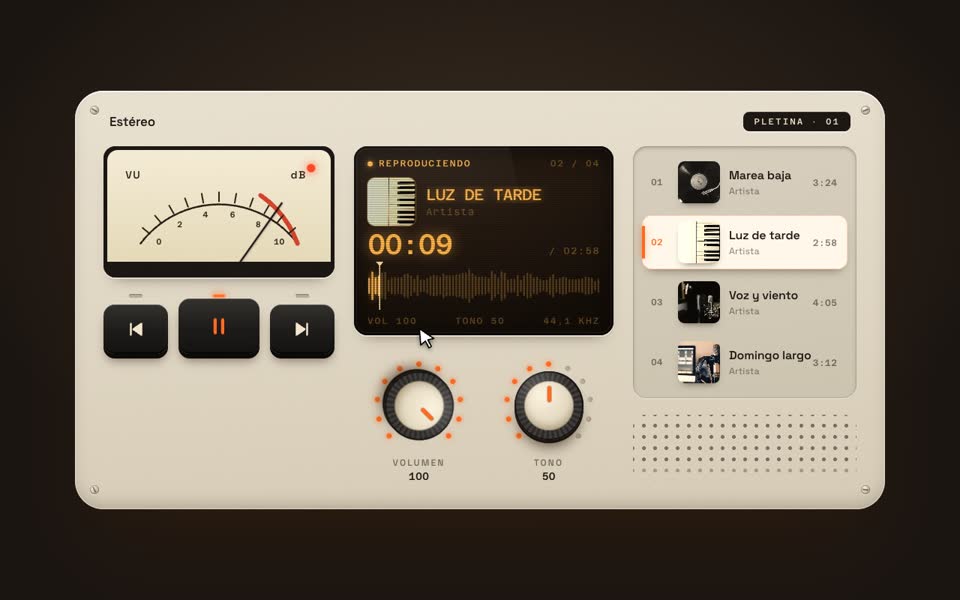 Estéreo
PLETINA · 01
VU
dB
0 2 4 6 8 10
REPRODUCIENDO
02 / 04
LUZ DE TARDE
Artista
00:09
/ 02:58
VOL 100
TONO 50
44,1 KHZ
VOLUMEN
100
TONO
50
01
Marea baja
Artista
3:24
02
Luz de tarde
Artista
2:58
03
Voz y viento
Artista
4:05
04
Domingo largo
Artista
3:12